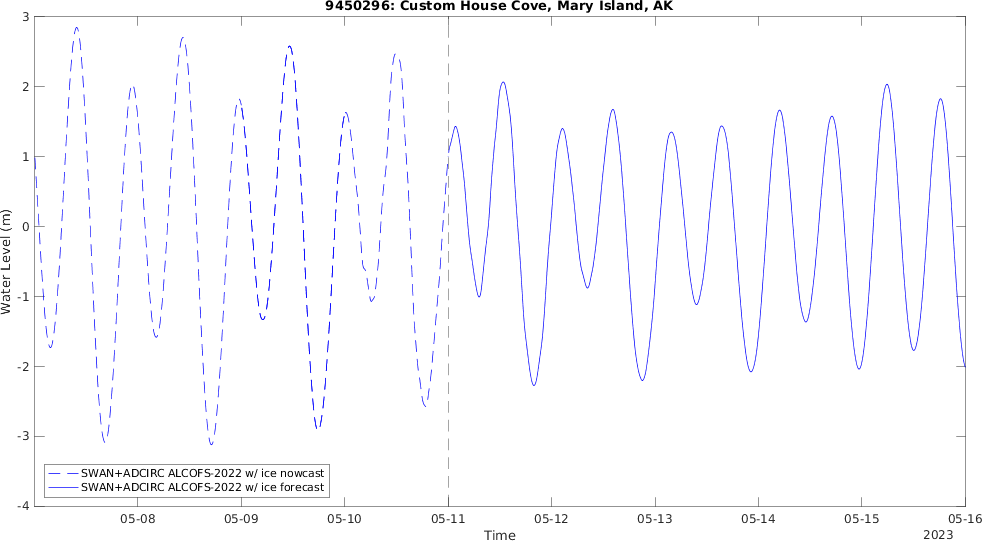 9450296: Custom House Cove, Mary Island, AK
3
2
1
0
-1
-2
-3
-4
Water Level (m)
SWAN+ADCIRC ALCOFS-2022 w/ ice nowcast
SWAN+ADCIRC ALCOFS-2022 w/ ice forecast
05-08 05-09 05-10 05-11 05-12 05-13 05-14 05-15 05-16
Time
2023